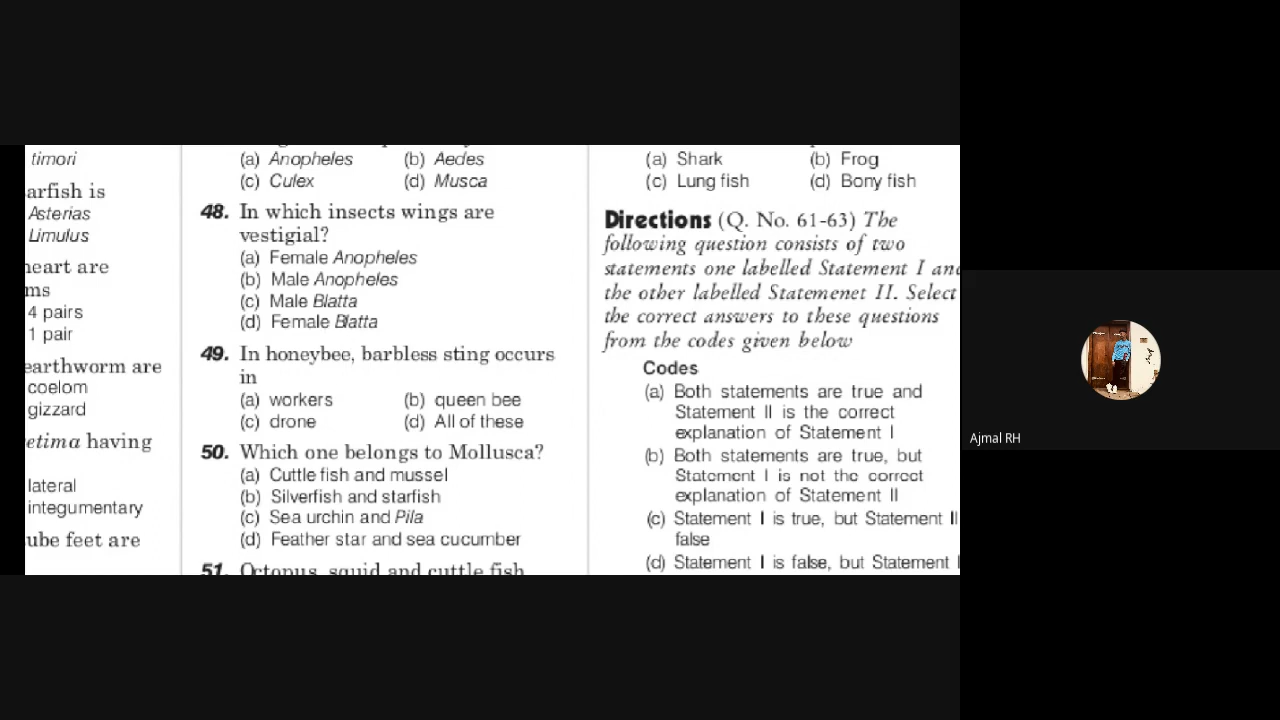 timori
arfish is
Asterias
Limulus
heart are
ms
4 pairs
1 pair
earthworm are
coelom
gizzard
etima having
lateral
integumentary
ube feet are
(a) Anopheles (b) Aedes
(c) Culex (d) Musca
48. In which insects wings are
vestigial?
(a) Female Anopheles
(b) Male Anopheles
(c) Male Blatta
(d) Female Blatta
49. In honeybee, barbless sting occurs
in
(a) workers (b) queen bee
(c) drone (d) All of these
50. Which one belongs to Mollusca?
(a) Cuttle fish and mussel
(b) Silverfish and starfish
(c) Sea urchin and Pila
(d) Feather star and sea cucumber
51. Octopus, squid and cuttle fish
(a) Shark (b) Frog
(c) Lung fish (d) Bony fish
Directions (Q. No. 61-63) The
following question consists of two
statements one labelled Statement I and
the other labelled Statemenet II. Select
the correct answers to these questions
from the codes given below
Codes
(a) Both statements are true and
Statement II is the correct
explanation of Statement I
(b) Both statements are true, but
Statement I is not the correct
explanation of Statement II
(c) Statement I is true, but Statement II
false
(d) Statement I is false, but Statement I
Ajmal RH